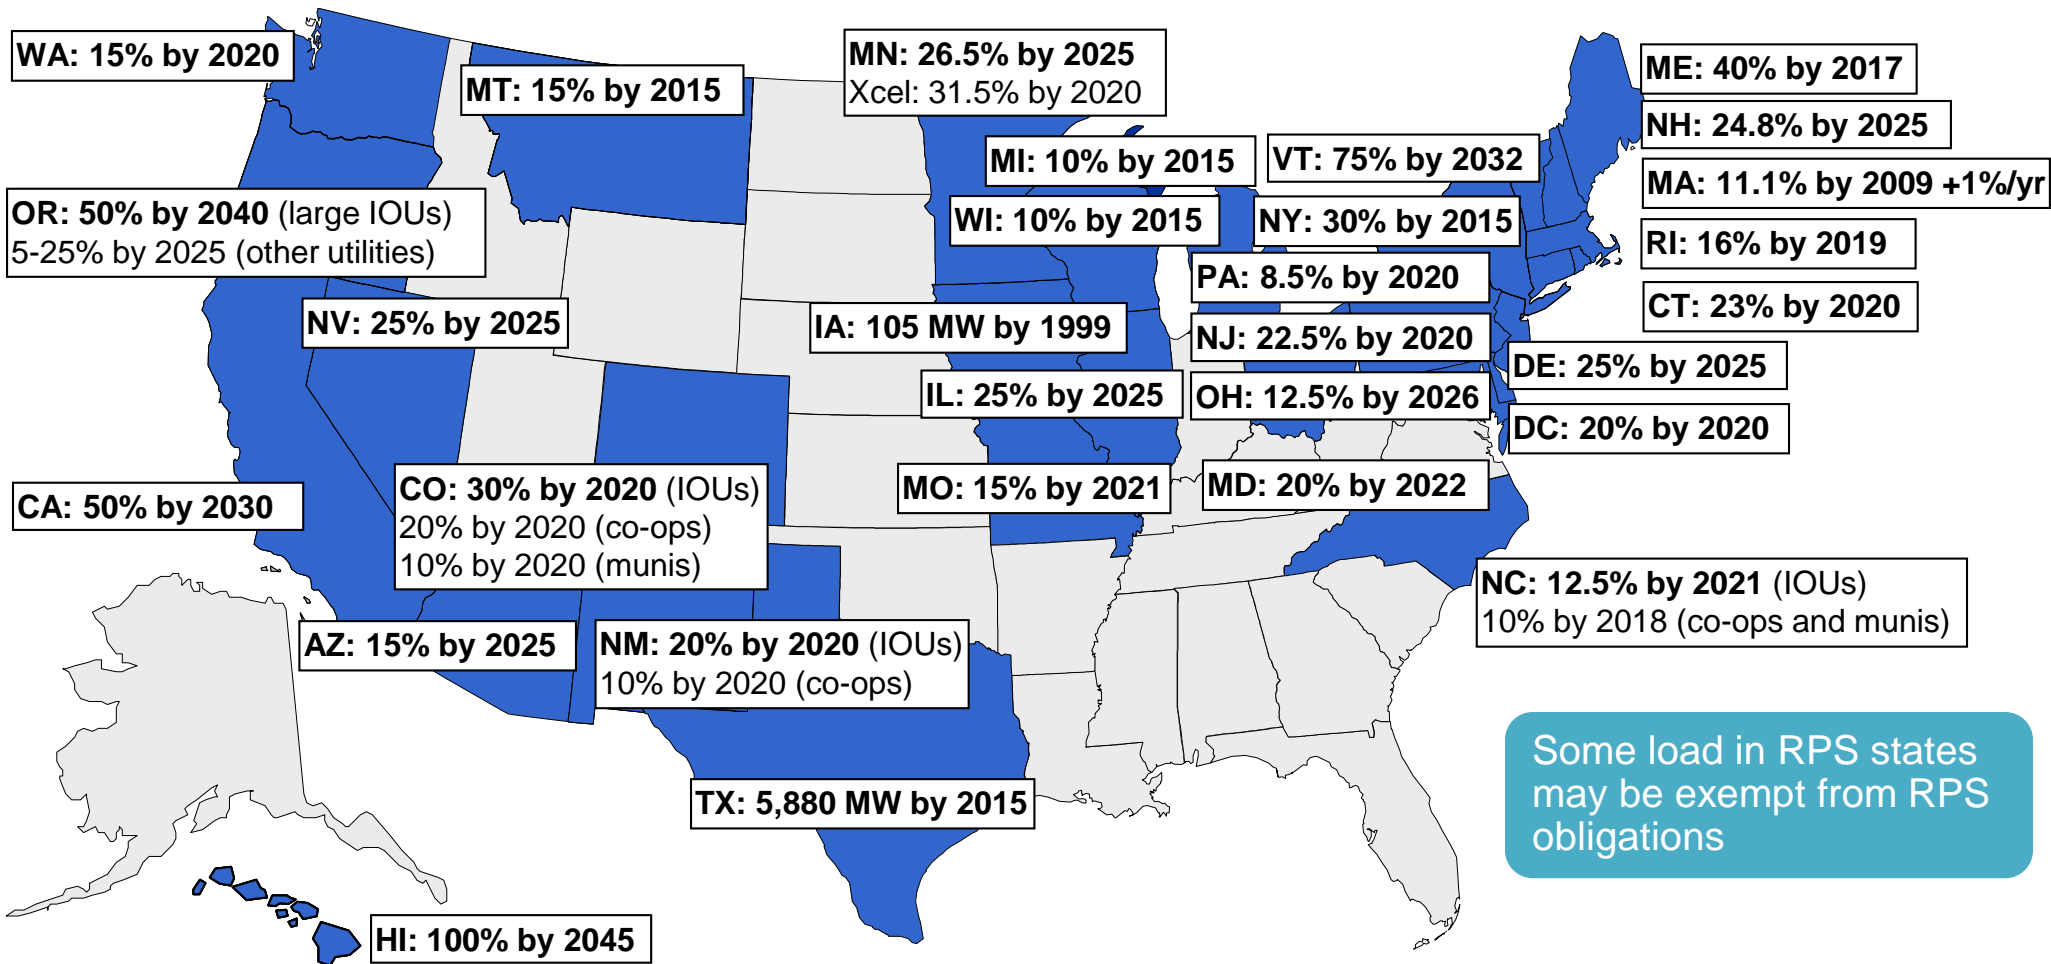 WA: 15% by 2020
MT: 15% by 2015
MN: 26.5% by 2025
Xcel: 31.5% by 2020
ME: 40% by 2017
NH: 24.8% by 2025
MI: 10% by 2015
VT: 75% by 2032
MA: 11.1% by 2009 +1%/yr
OR: 50% by 2040 (large IOUs)
5-25% by 2025 (other utilities)
WI: 10% by 2015
NY: 30% by 2015
RI: 16% by 2019
PA: 8.5% by 2020
CT: 23% by 2020
NV: 25% by 2025
IA: 105 MW by 1999
NJ: 22.5% by 2020
DE: 25% by 2025
IL: 25% by 2025
OH: 12.5% by 2026
DC: 20% by 2020
CA: 50% by 2030
CO: 30% by 2020 (IOUs)
20% by 2020 (co-ops)
10% by 2020 (munis)
MO: 15% by 2021
MD: 20% by 2022
NC: 12.5% by 2021 (IOUs)
10% by 2018 (co-ops and munis)
AZ: 15% by 2025
NM: 20% by 2020 (IOUs)
10% by 2020 (co-ops)
TX: 5,880 MW by 2015
Some load in RPS states
may be exempt from RPS
obligations
HI: 100% by 2045